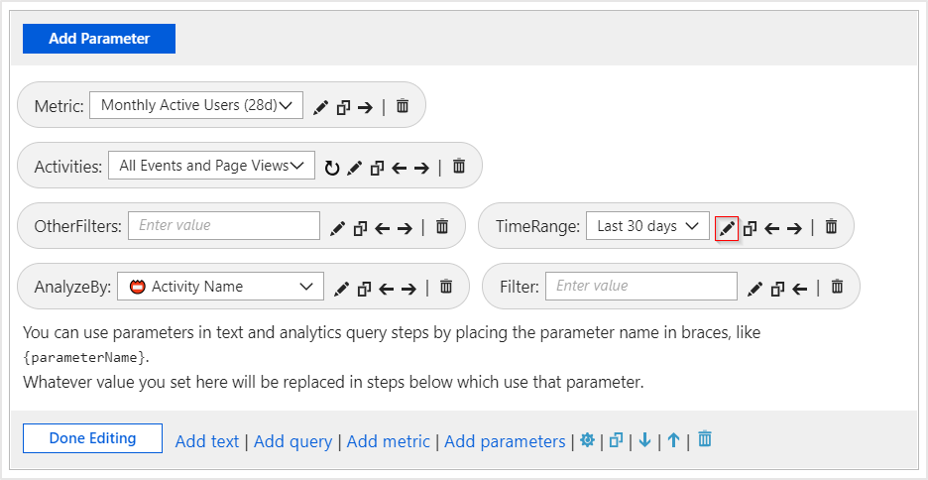 Add Parameter
Metric: Monthly Active Users (28d) |
Activities: All Events and Page Views |
OtherFilters: Enter value | TimeRange: Last 30 days |
AnalyzeBy: Activity Name | Filter: Enter value |
You can use parameters in text and analytics query steps by placing the parameter name in braces, like
{parameterName}.
Whatever value you set here will be replaced in steps below which use that parameter.
Done Editing Add text | Add query | Add metric | Add parameters | | | | |